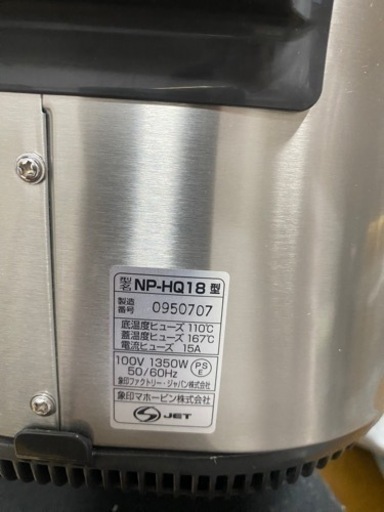 型名 NP-HQ18 型
製造番号 0950707
底温度ヒューズ 110℃
蓋温度ヒューズ 167℃
電流ヒューズ 15A
100V 1350W
50/60Hz
PSE
象印ファクトリー・ジャパン株式会社
象印マホービン株式会社
S JET